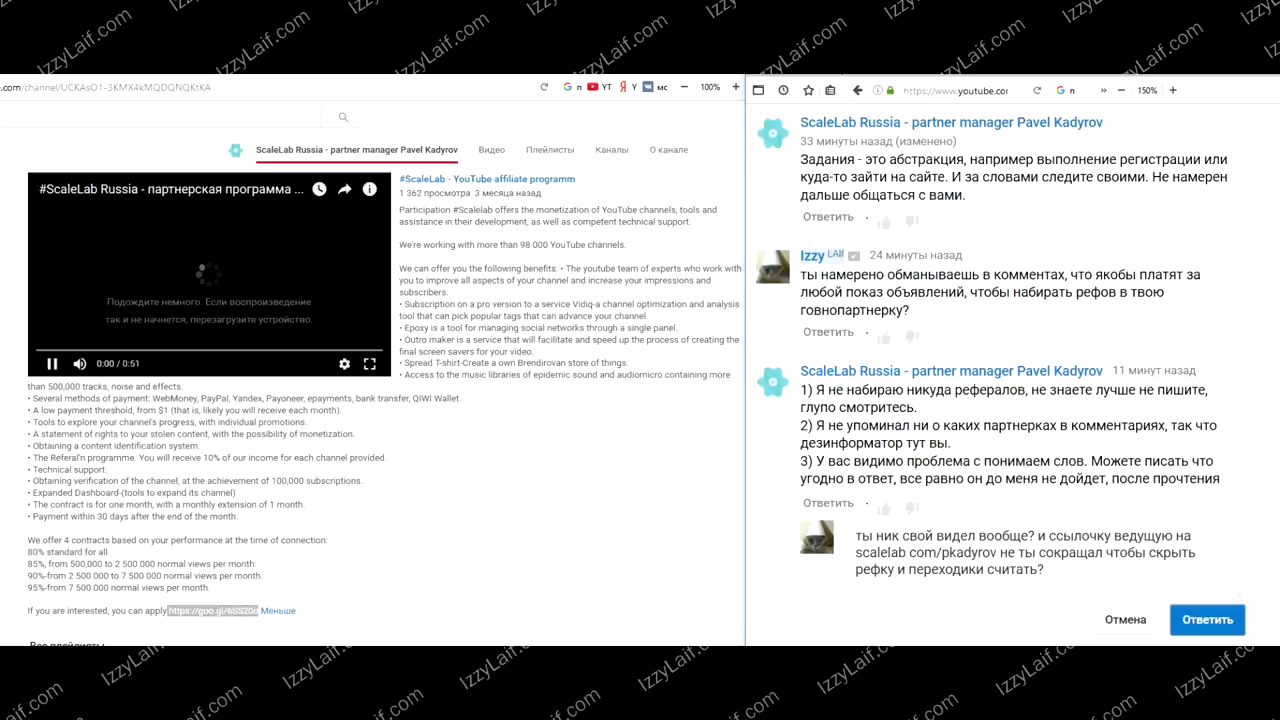 IzzyLaif.com
.com/channel/UCKAsO1-3KMX4kMQDQNQKtKA
G п YT Я Y мс 100%
ScaleLab Russia - partner manager Pavel Kadyrov Видео Плейлисты Каналы О канале
#ScaleLab Russia - партнерская программа ...
Подождите немного. Если воспроизведение
так и не начнется, перезагрузите устройство.
0:00 / 0:51
#ScaleLab - YouTube affiliate programm
1 362 просмотра 3 месяца назад
Participation #Scalelab offers the monetization of YouTube channels, tools and
assistance in their development, as well as competent technical support.
We're working with more than 98 000 YouTube channels.
We can offer you the following benefits: • The youtube team of experts who work with
you to improve all aspects of your channel and increase your impressions and
subscribers.
• Subscription on a pro version to a service Vidiq-a channel optimization and analysis
tool that can pick popular tags that can advance your channel.
• Epoxy is a tool for managing social networks through a single panel.
• Outro maker is a service that will facilitate and speed up the process of creating the
final screen savers for your video.
• Spread T-shirt-Create a own Brendirovan store of things.
• Access to the music libraries of epidemic sound and audiomicro containing more
than 500,000 tracks, noise and effects.
• Several methods of payment: WebMoney, PayPal, Yandex, Payoneer, epayments, bank transfer, QIWI Wallet.
• A low payment threshold, from $1 (that is, likely you will receive each month).
• Tools to explore your channel's progress, with individual promotions.
• A statement of rights to your stolen content, with the possibility of monetization.
• Obtaining a content identification system.
• The Referal'n programme. You will receive 10% of our income for each channel provided.
• Technical support.
• Obtaining verification of the channel, at the achievement of 100,000 subscriptions.
• Expanded Dashboard-(tools to expand its channel)
• The contract is for one month, with a monthly extension of 1 month.
• Payment within 30 days after the end of the month.
We offer 4 contracts based on your performance at the time of connection:
80% standard for all
85%, from 500,000 to 2 500 000 normal views per month.
90%-from 2 500 000 to 7 500 000 normal views per month.
95%-from 7 500 000 normal views per month.
If you are interested, you can apply Меньше
Все плейлисты
https://www.youtube.co G п 150%
ScaleLab Russia - partner manager Pavel Kadyrov
33 минуты назад (изменено)
Задания - это абстракция, например выполнение регистрации или
куда-то зайти на сайте. И за словами следите своими. Не намерен
дальше общаться с вами.
Ответить
Izzy LAIF 24 минуты назад
ты намерено обманываешь в комментах, что якобы платят за
любой показ объявлений, чтобы набирать рефов в твою
говнопартнерку?
Ответить
ScaleLab Russia - partner manager Pavel Kadyrov 11 минут назад
1) Я не набираю никуда рефералов, не знаете лучше не пишите,
глупо смотритесь.
2) Я не упоминал ни о каких партнерках в комментариях, так что
дезинформатор тут вы.
3) У вас видимо проблема с понимаем слов. Можете писать что
угодно в ответ, все равно он до меня не дойдет, после прочтения
Ответить
ты ник свой видел вообще? и ссылочку ведущую на
scalelab com/pkadyrov не ты сокращал чтобы скрыть
рефку и переходики считать?
Отмена Ответить